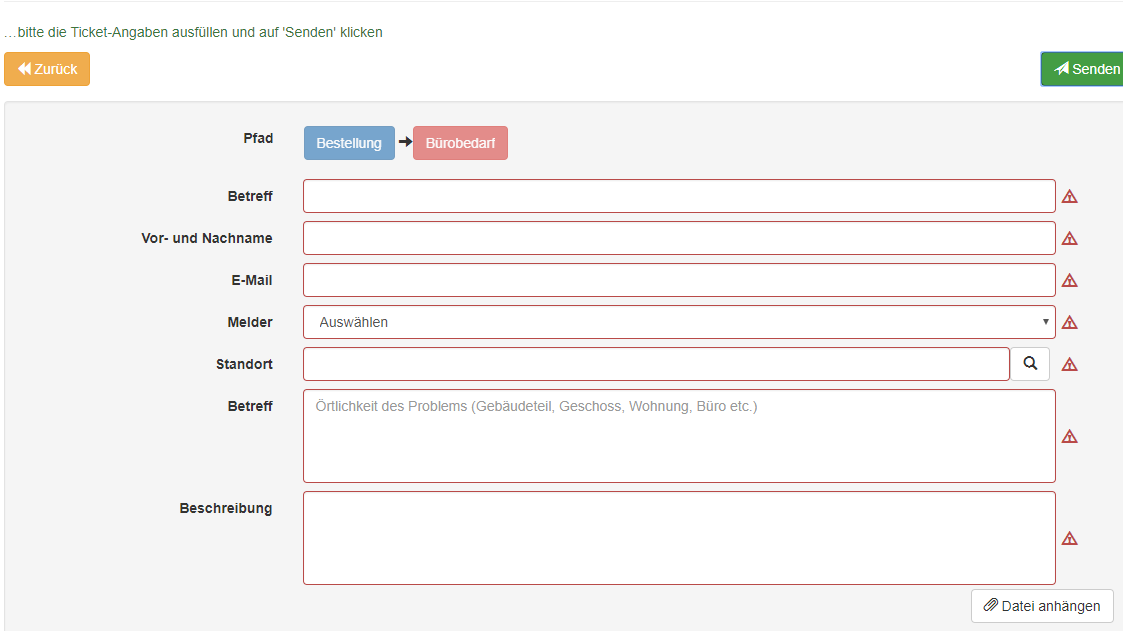 …bitte die Ticket-Angaben ausfüllen und auf 'Senden' klicken
Zurück
Senden
Pfad
Bestellung
Bürobedarf
Betreff
Vor- und Nachname
E-Mail
Melder
Auswählen
Standort
Betreff
Örtlichkeit des Problems (Gebäudeteil, Geschoss, Wohnung, Büro etc.)
Beschreibung
Datei anhängen